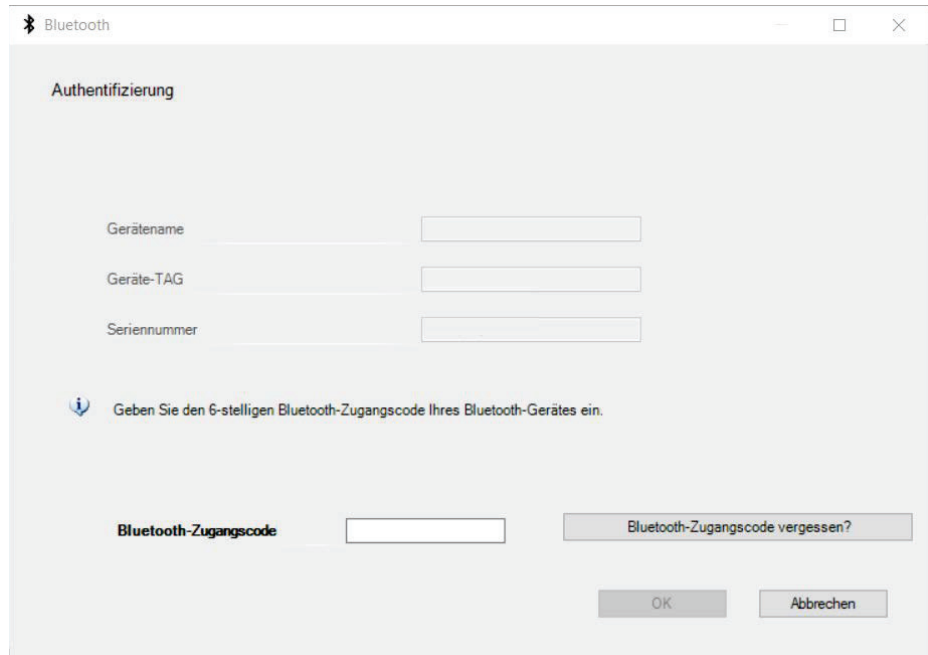 Bluetooth
Authentifizierung
Gerätename
Geräte-TAG
Seriennummer
Geben Sie den 6-stelligen Bluetooth-Zugangscode Ihres Bluetooth-Gerätes ein.
Bluetooth-Zugangscode
Bluetooth-Zugangscode vergessen?
OK
Abbrechen